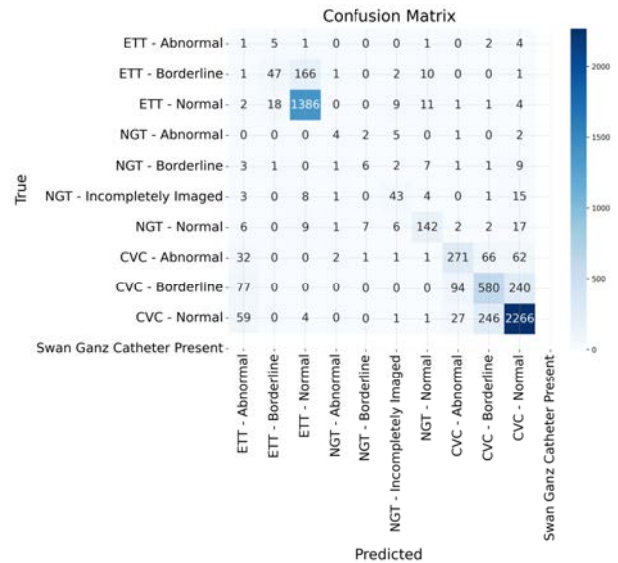 Confusion Matrix
ETT - Abnormal 1 5 1 0 0 0 1 0 2 4
ETT - Borderline 1 47 166 1 0 2 10 0 0 1
ETT - Normal 2 18 1386 0 0 9 11 1 1 4
NGT - Abnormal 0 0 0 4 2 5 0 1 0 2
NGT - Borderline 3 1 0 1 6 2 7 1 1 9
NGT - Incompletely Imaged 3 0 8 1 0 43 4 0 1 15
NGT - Normal 6 0 9 1 7 6 142 2 2 17
CVC - Abnormal 32 0 0 2 1 1 1 271 66 62
CVC - Borderline 77 0 0 0 0 0 0 94 580 240
CVC - Normal 59 0 4 0 0 1 1 27 246 2266
Swan Ganz Catheter Present
True
ETT - Abnormal
ETT - Borderline
ETT - Normal
NGT - Abnormal
NGT - Borderline
NGT - Incompletely Imaged
NGT - Normal
CVC - Abnormal
CVC - Borderline
CVC - Normal
Swan Ganz Catheter Present
Predicted
2000
1500
1000
500
0